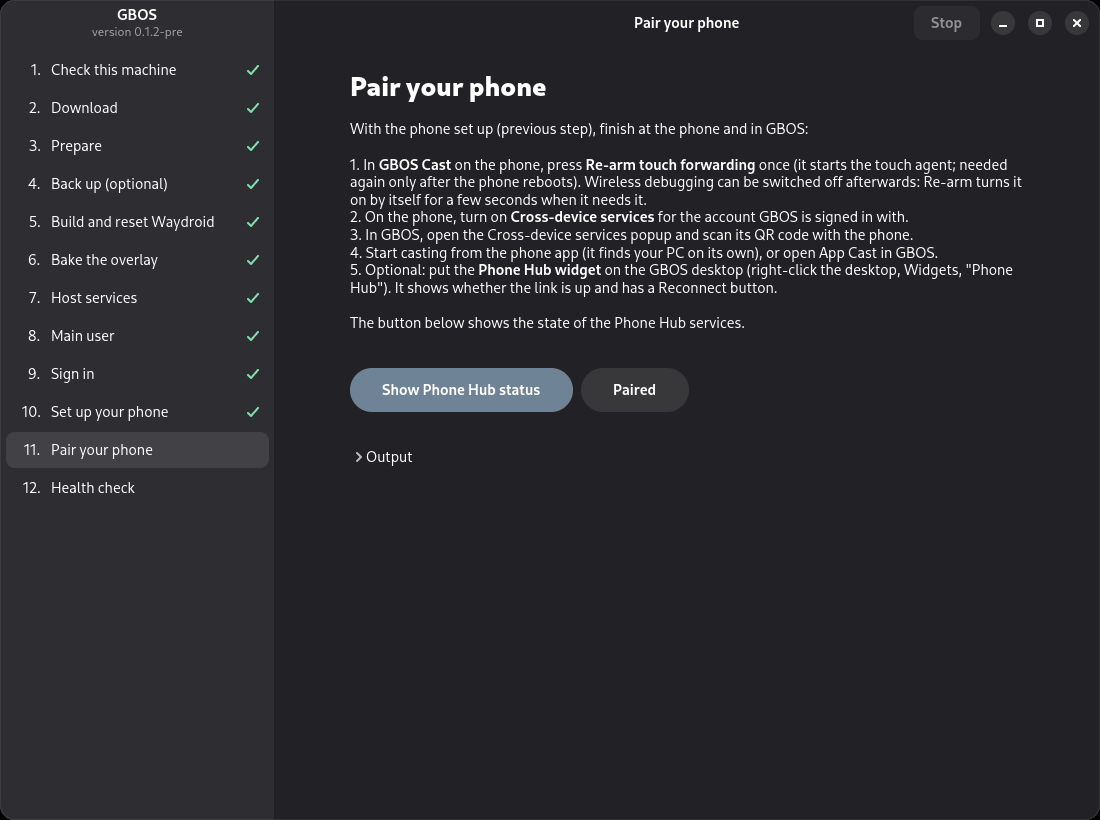 GBOS
version 0.1.2-pre
1. Check this machine
2. Download
3. Prepare
4. Back up (optional)
5. Build and reset Waydroid
6. Bake the overlay
7. Host services
8. Main user
9. Sign in
10. Set up your phone
11. Pair your phone
12. Health check
Pair your phone
Stop
Pair your phone
With the phone set up (previous step), finish at the phone and in GBOS:
1. In GBOS Cast on the phone, press Re-arm touch forwarding once (it starts the touch agent; needed
again only after the phone reboots). Wireless debugging can be switched off afterwards: Re-arm turns it
on by itself for a few seconds when it needs it.
2. On the phone, turn on Cross-device services for the account GBOS is signed in with.
3. In GBOS, open the Cross-device services popup and scan its QR code with the phone.
4. Start casting from the phone app (it finds your PC on its own), or open App Cast in GBOS.
5. Optional: put the Phone Hub widget on the GBOS desktop (right-click the desktop, Widgets, "Phone
Hub"). It shows whether the link is up and has a Reconnect button.
The button below shows the state of the Phone Hub services.
Show Phone Hub status
Paired
Output